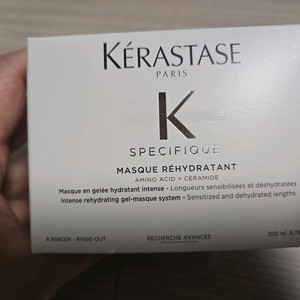 KÉRASTASE
PARIS
K
SPECIFIQUE
MASQUE RÉHYDRATANT
AMINO ACID + CERAMIDE
Masque en gelée hydratant intense - Longueurs sensibilisées et déshydratées
Intense rehydrating gel-masque system - Sensitized and dehydrated lengths
À RINCER - RINSE-OUT
RECHERCHE AVANCÉE
200 ml